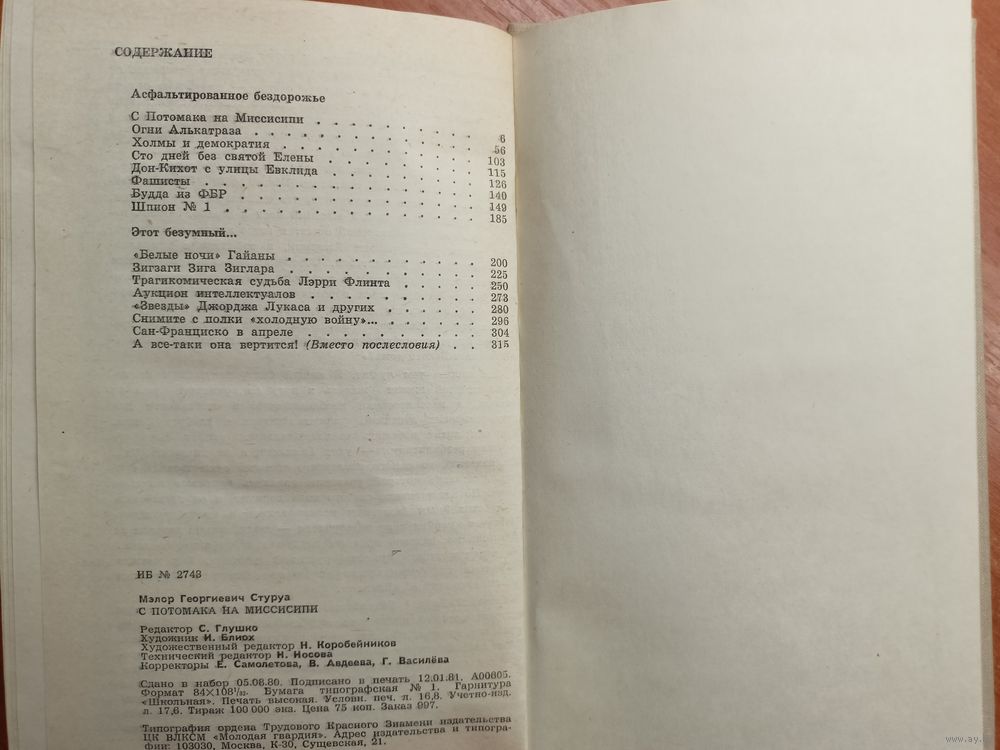 СОДЕРЖАНИЕ
Асфальтированное бездорожье
С Потомака на Миссисипи . . . . . . . . 6
Огни Алькатраза . . . . . . . . . . . 56
Холмы и демократия . . . . . . . . . . 103
Сто дней без святой Елены . . . . . . . . 115
Дон-Кихот с улицы Евклида . . . . . . . . 126
Фашисты . . . . . . . . . . . . . 140
Будда из ФБР . . . . . . . . . . . . 149
Шпион № 1 . . . . . . . . . . . . 185
Этот безумный...
«Белые ночи» Гайаны . . . . . . . . . . 200
Зигзаги Зига Зиглара . . . . . . . . . . 225
Трагикомическая судьба Лэрри Флинта . . . . . 250
Аукцион интеллектуалов . . . . . . . . . 273
«Звезды» Джорджа Лукаса и других . . . . . . 280
Снимите с полки «холодную войну»... . . . . . . 296
Сан-Франциско в апреле . . . . . . . . . 304
А все-таки она вертится! (Вместо послесловия) . . 315
ИБ № 2743
Мэлор Георгиевич Стуруа
С ПОТОМАКА НА МИССИСИПИ
Редактор С. Глушко
Художник И. Блиох
Художественный редактор Н. Коробейников
Технический редактор Н. Носова
Корректоры Е. Самолетова, В. Авдеева, Г. Василёва
Сдано в набор 05.08.80. Подписано в печать 12.01.81. А00805.
Формат 84×108¹/₃₂. Бумага типографская № 1. Гарнитура
«Школьная». Печать высокая. Условн. печ. л. 16,8. Учетно-изд.
л. 17,6. Тираж 100 000 экз. Цена 75 коп. Заказ 997.
Типография ордена Трудового Красного Знамени издательства
ЦК ВЛКСМ «Молодая гвардия». Адрес издательства и типогра-
фии: 103030, Москва, К-30, Сущевская, 21.
www.ay.by